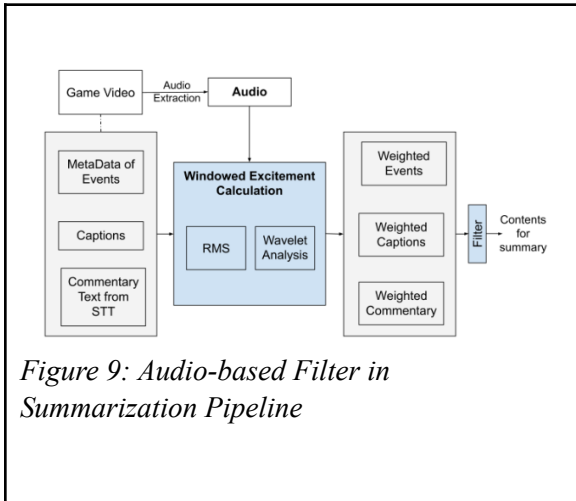 Game Video
Audio
Extraction
Audio
MetaData of
Events
Captions
Commentary
Text from
STT
Windowed Excitement
Calculation
RMS
Wavelet
Analysis
Weighted
Events
Weighted
Captions
Weighted
Commentary
Filter
Contents
for
summary
Figure 9: Audio-based Filter in
Summarization Pipeline